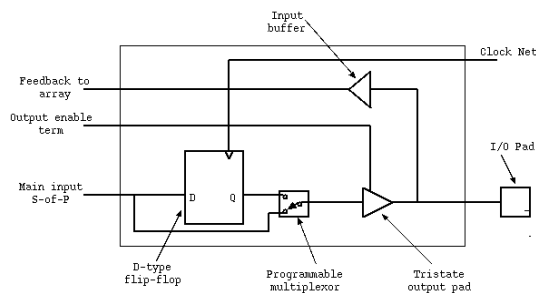 Input
buffer
Clock Net
Feedback to
array
Output enable
term
I/O Pad
Main input
S-of-P
D
Q
D-type
flip-flop
Programmable
multiplexor
Tristate
output pad